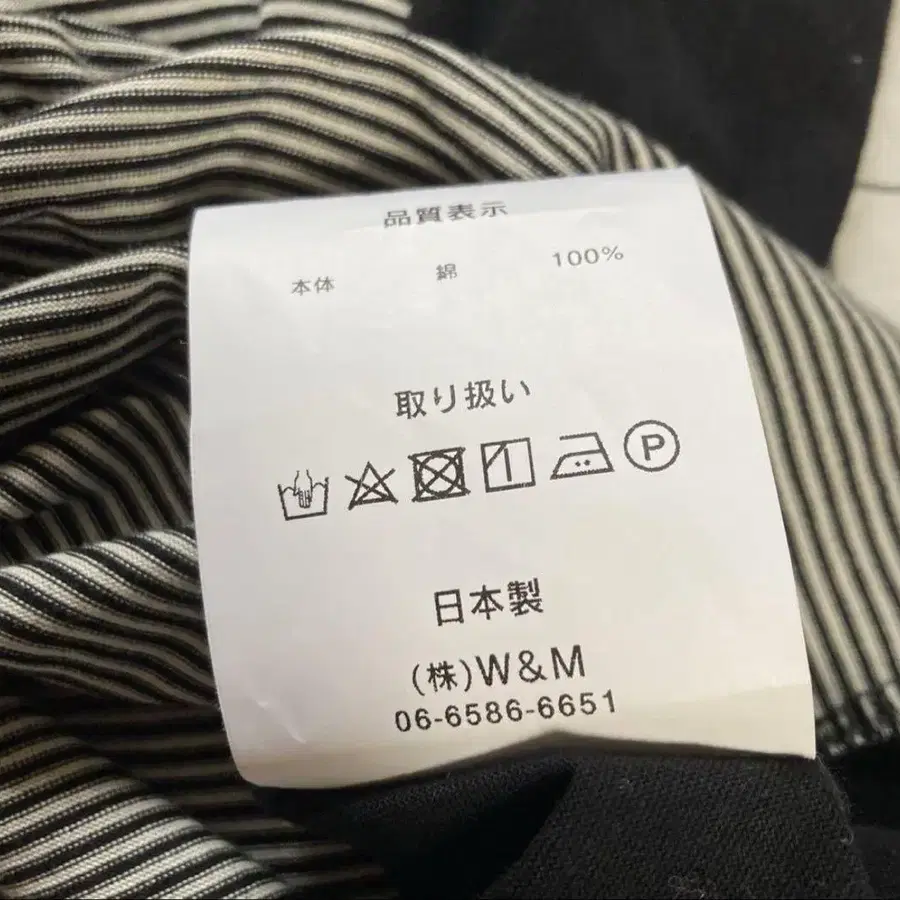 品質表示
本体 綿 100%
取り扱い
P
日本製
(株)W&M
06-6586-6651